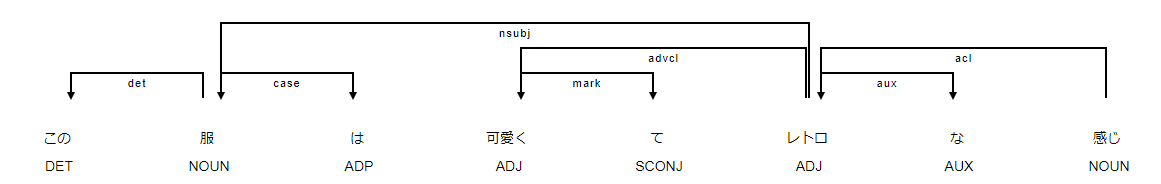 nsubj
advcl acl
det case mark aux
この 服 は 可愛く て レトロ な 感じ
DET NOUN ADP ADJ SCONJ ADJ AUX NOUN